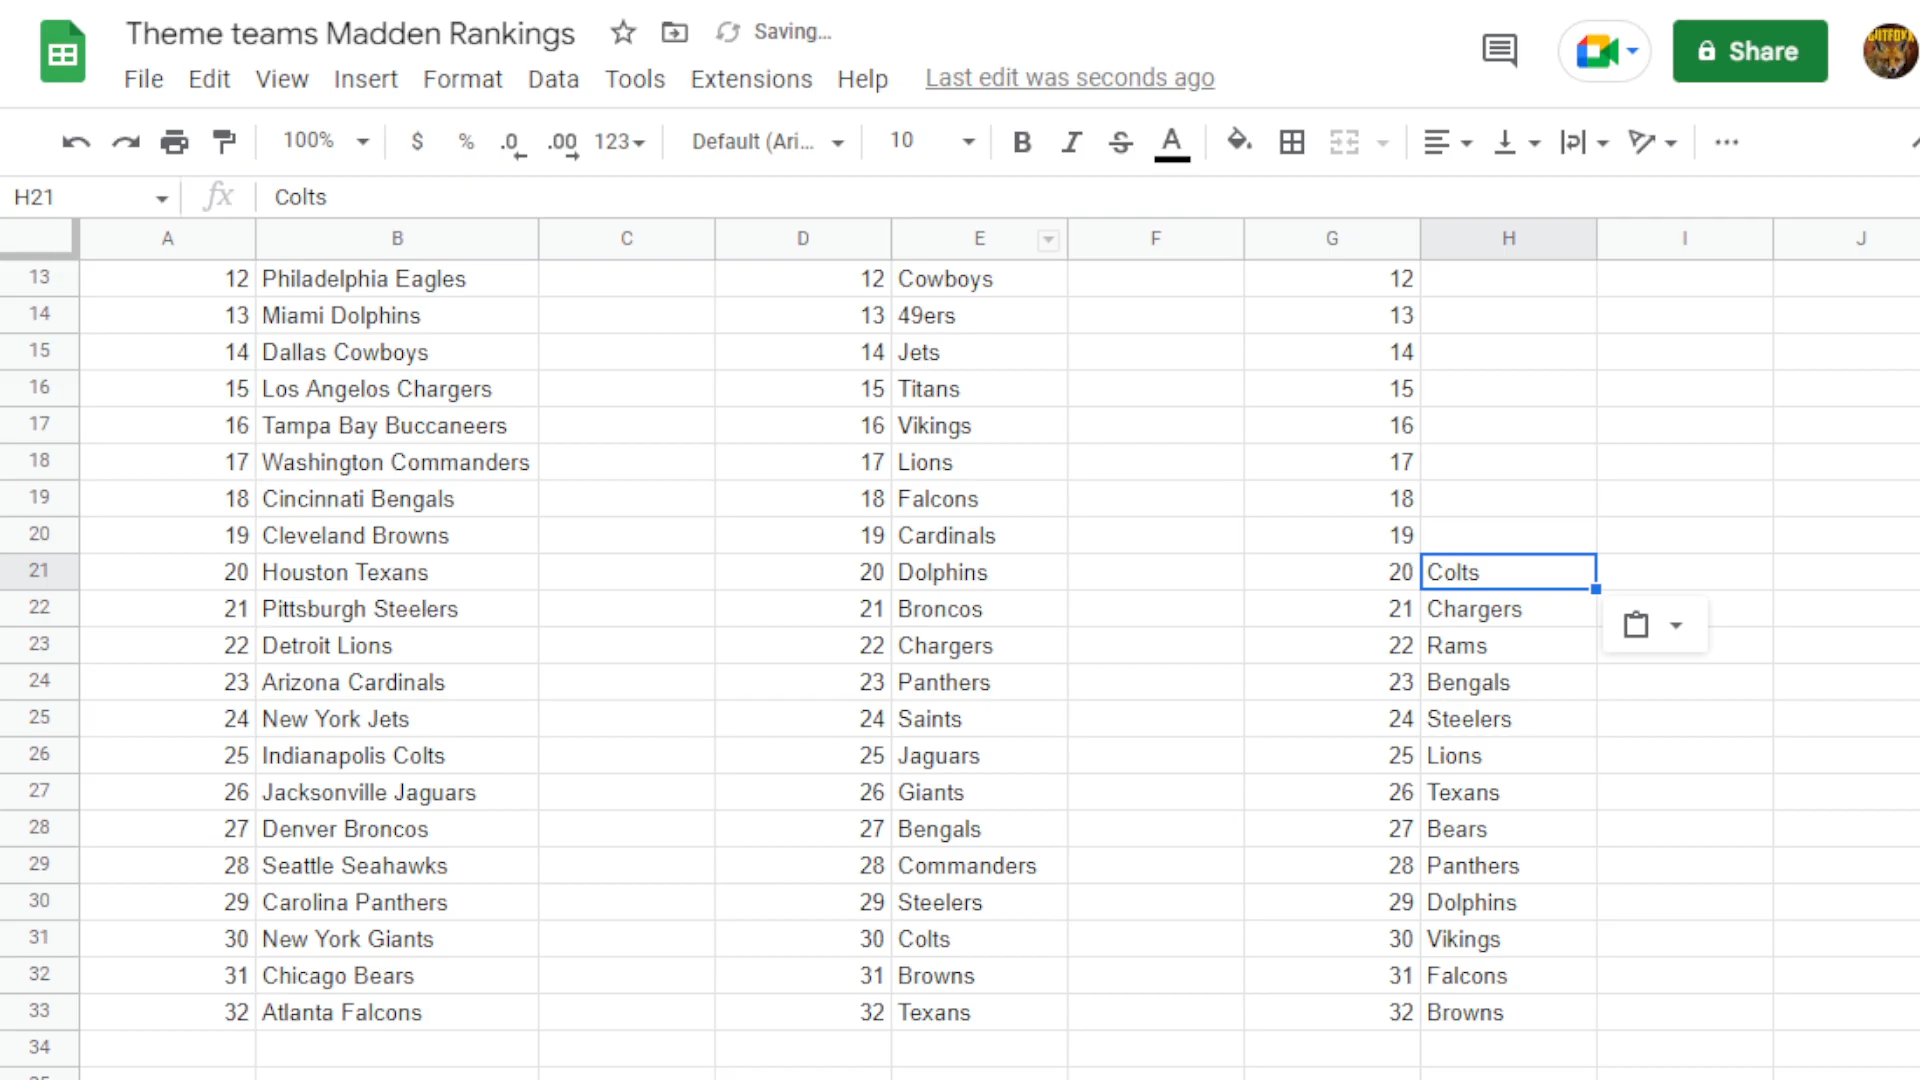 Theme teams Madden Rankings Saving...
File Edit View Insert Format Data Tools Extensions Help Last edit was seconds ago
Share
100% $ % .0 .00 123 Default (Ari... 10 B I S A
H21 fx Colts
A B C D E F G H I J
13 12 Philadelphia Eagles 12 Cowboys 12
14 13 Miami Dolphins 13 49ers 13
15 14 Dallas Cowboys 14 Jets 14
16 15 Los Angelos Chargers 15 Titans 15
17 16 Tampa Bay Buccaneers 16 Vikings 16
18 17 Washington Commanders 17 Lions 17
19 18 Cincinnati Bengals 18 Falcons 18
20 19 Cleveland Browns 19 Cardinals 19
21 20 Houston Texans 20 Dolphins 20 Colts
22 21 Pittsburgh Steelers 21 Broncos 21 Chargers
23 22 Detroit Lions 22 Chargers 22 Rams
24 23 Arizona Cardinals 23 Panthers 23 Bengals
25 24 New York Jets 24 Saints 24 Steelers
26 25 Indianapolis Colts 25 Jaguars 25 Lions
27 26 Jacksonville Jaguars 26 Giants 26 Texans
28 27 Denver Broncos 27 Bengals 27 Bears
29 28 Seattle Seahawks 28 Commanders 28 Panthers
30 29 Carolina Panthers 29 Steelers 29 Dolphins
31 30 New York Giants 30 Colts 30 Vikings
32 31 Chicago Bears 31 Browns 31 Falcons
33 32 Atlanta Falcons 32 Texans 32 Browns
34